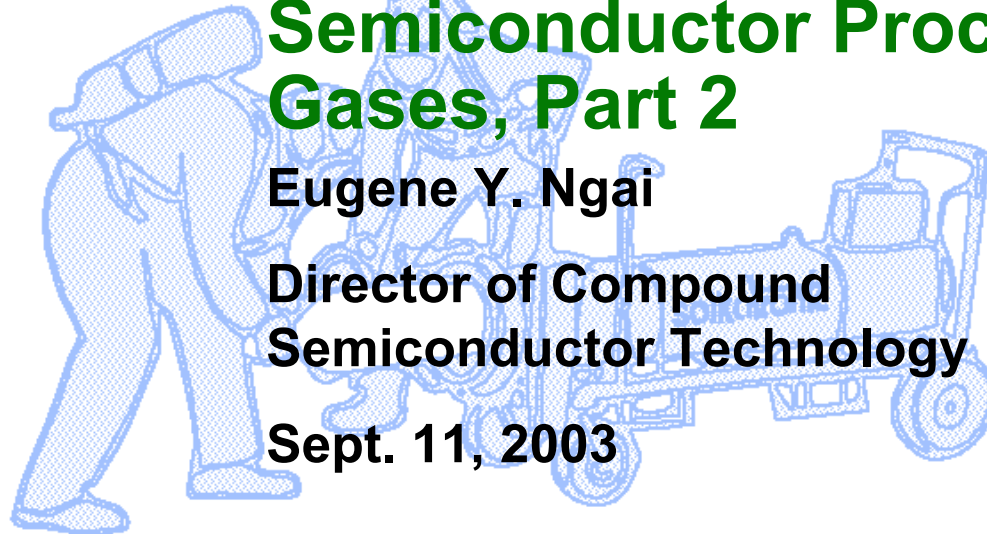 Semiconductor Proc
Gases, Part 2
Eugene Y. Ngai
Director of Compound
Semiconductor Technology
Sept. 11, 2003